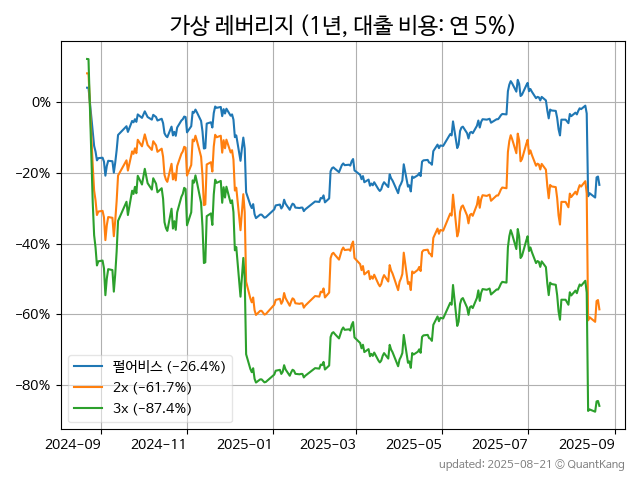 가상 레버리지 (1년, 대출 비용: 연 5%)
0%
−20%
−40%
−60%
−80%
펄어비스 (−26.4%)
2x (−61.7%)
3x (−87.4%)
2024-09 2024-11 2025-01 2025-03 2025-05 2025-07 2025-09
updated: 2025-08-21 © QuantKang